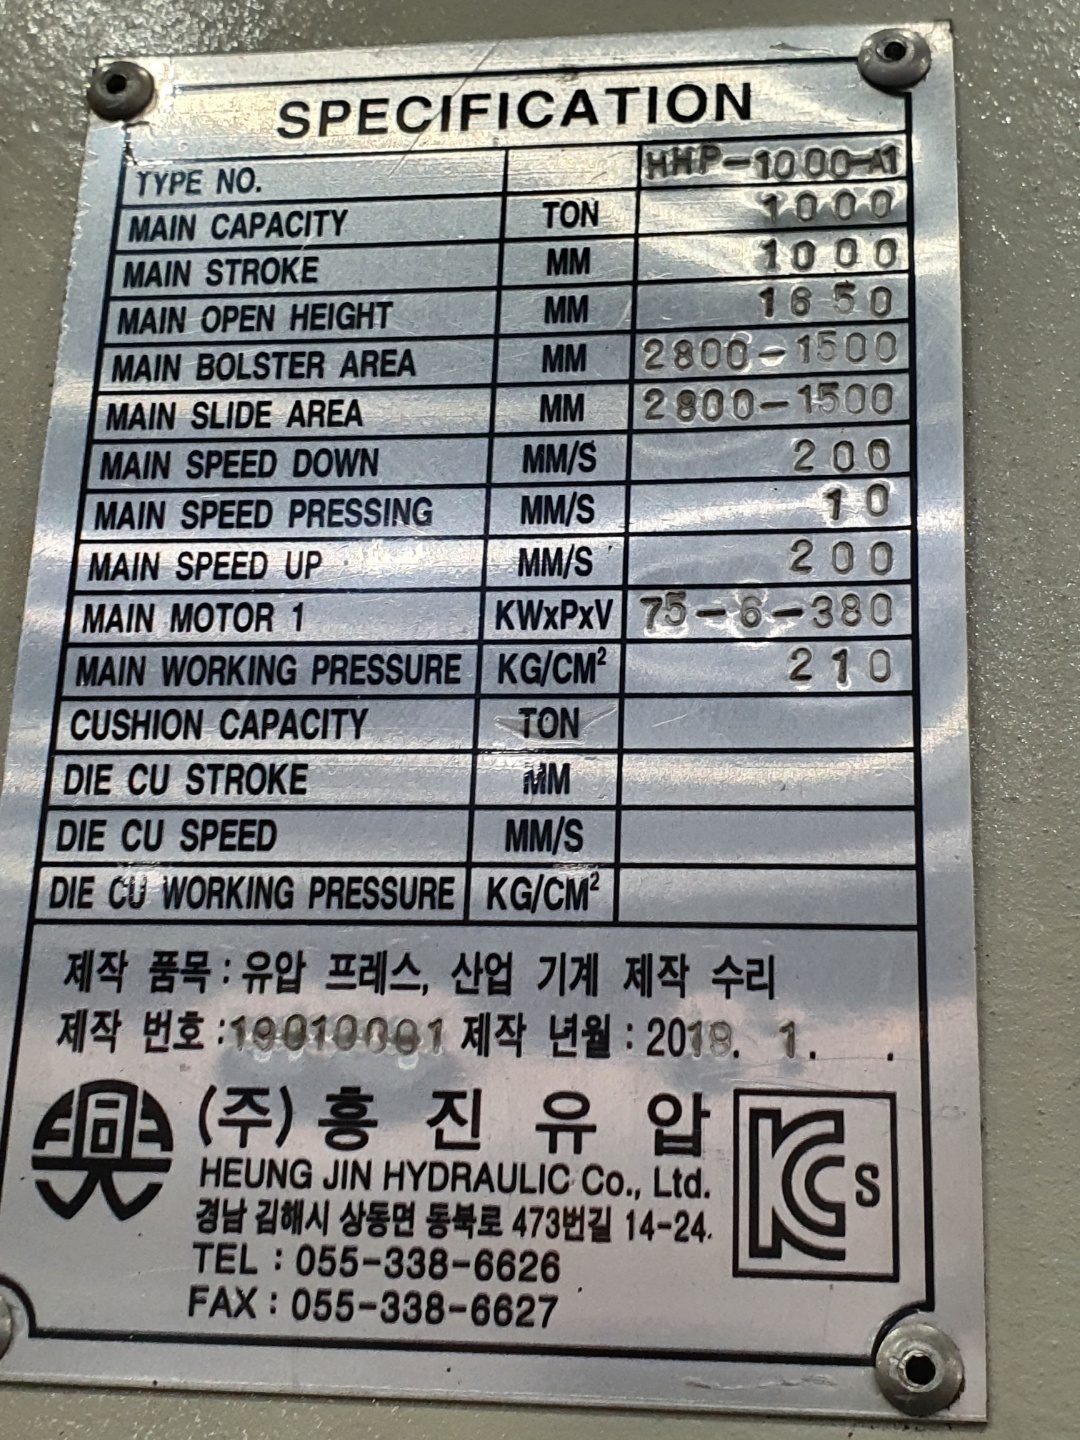 SPECIFICATION
TYPE NO. HHP-1000-A1
MAIN CAPACITY TON 1000
MAIN STROKE MM 1000
MAIN OPEN HEIGHT MM 1650
MAIN BOLSTER AREA MM 2800-1500
MAIN SLIDE AREA MM 2800-1500
MAIN SPEED DOWN MM/S 200
MAIN SPEED PRESSING MM/S 10
MAIN SPEED UP MM/S 200
MAIN MOTOR 1 KWxPxV 75-6-380
MAIN WORKING PRESSURE KG/CM² 210
CUSHION CAPACITY TON
DIE CU STROKE MM
DIE CU SPEED MM/S
DIE CU WORKING PRESSURE KG/CM²
제작 품목 : 유압 프레스, 산업 기계 제작 수리
제작 번호 : 19010001 제작 년월 : 2019. 1. .
(주) 흥 진 유 압
HEUNG JIN HYDRAULIC Co., Ltd.
경남 김해시 상동면 동북로 473번길 14-24.
TEL : 055-338-6626
FAX : 055-338-6627
KCs